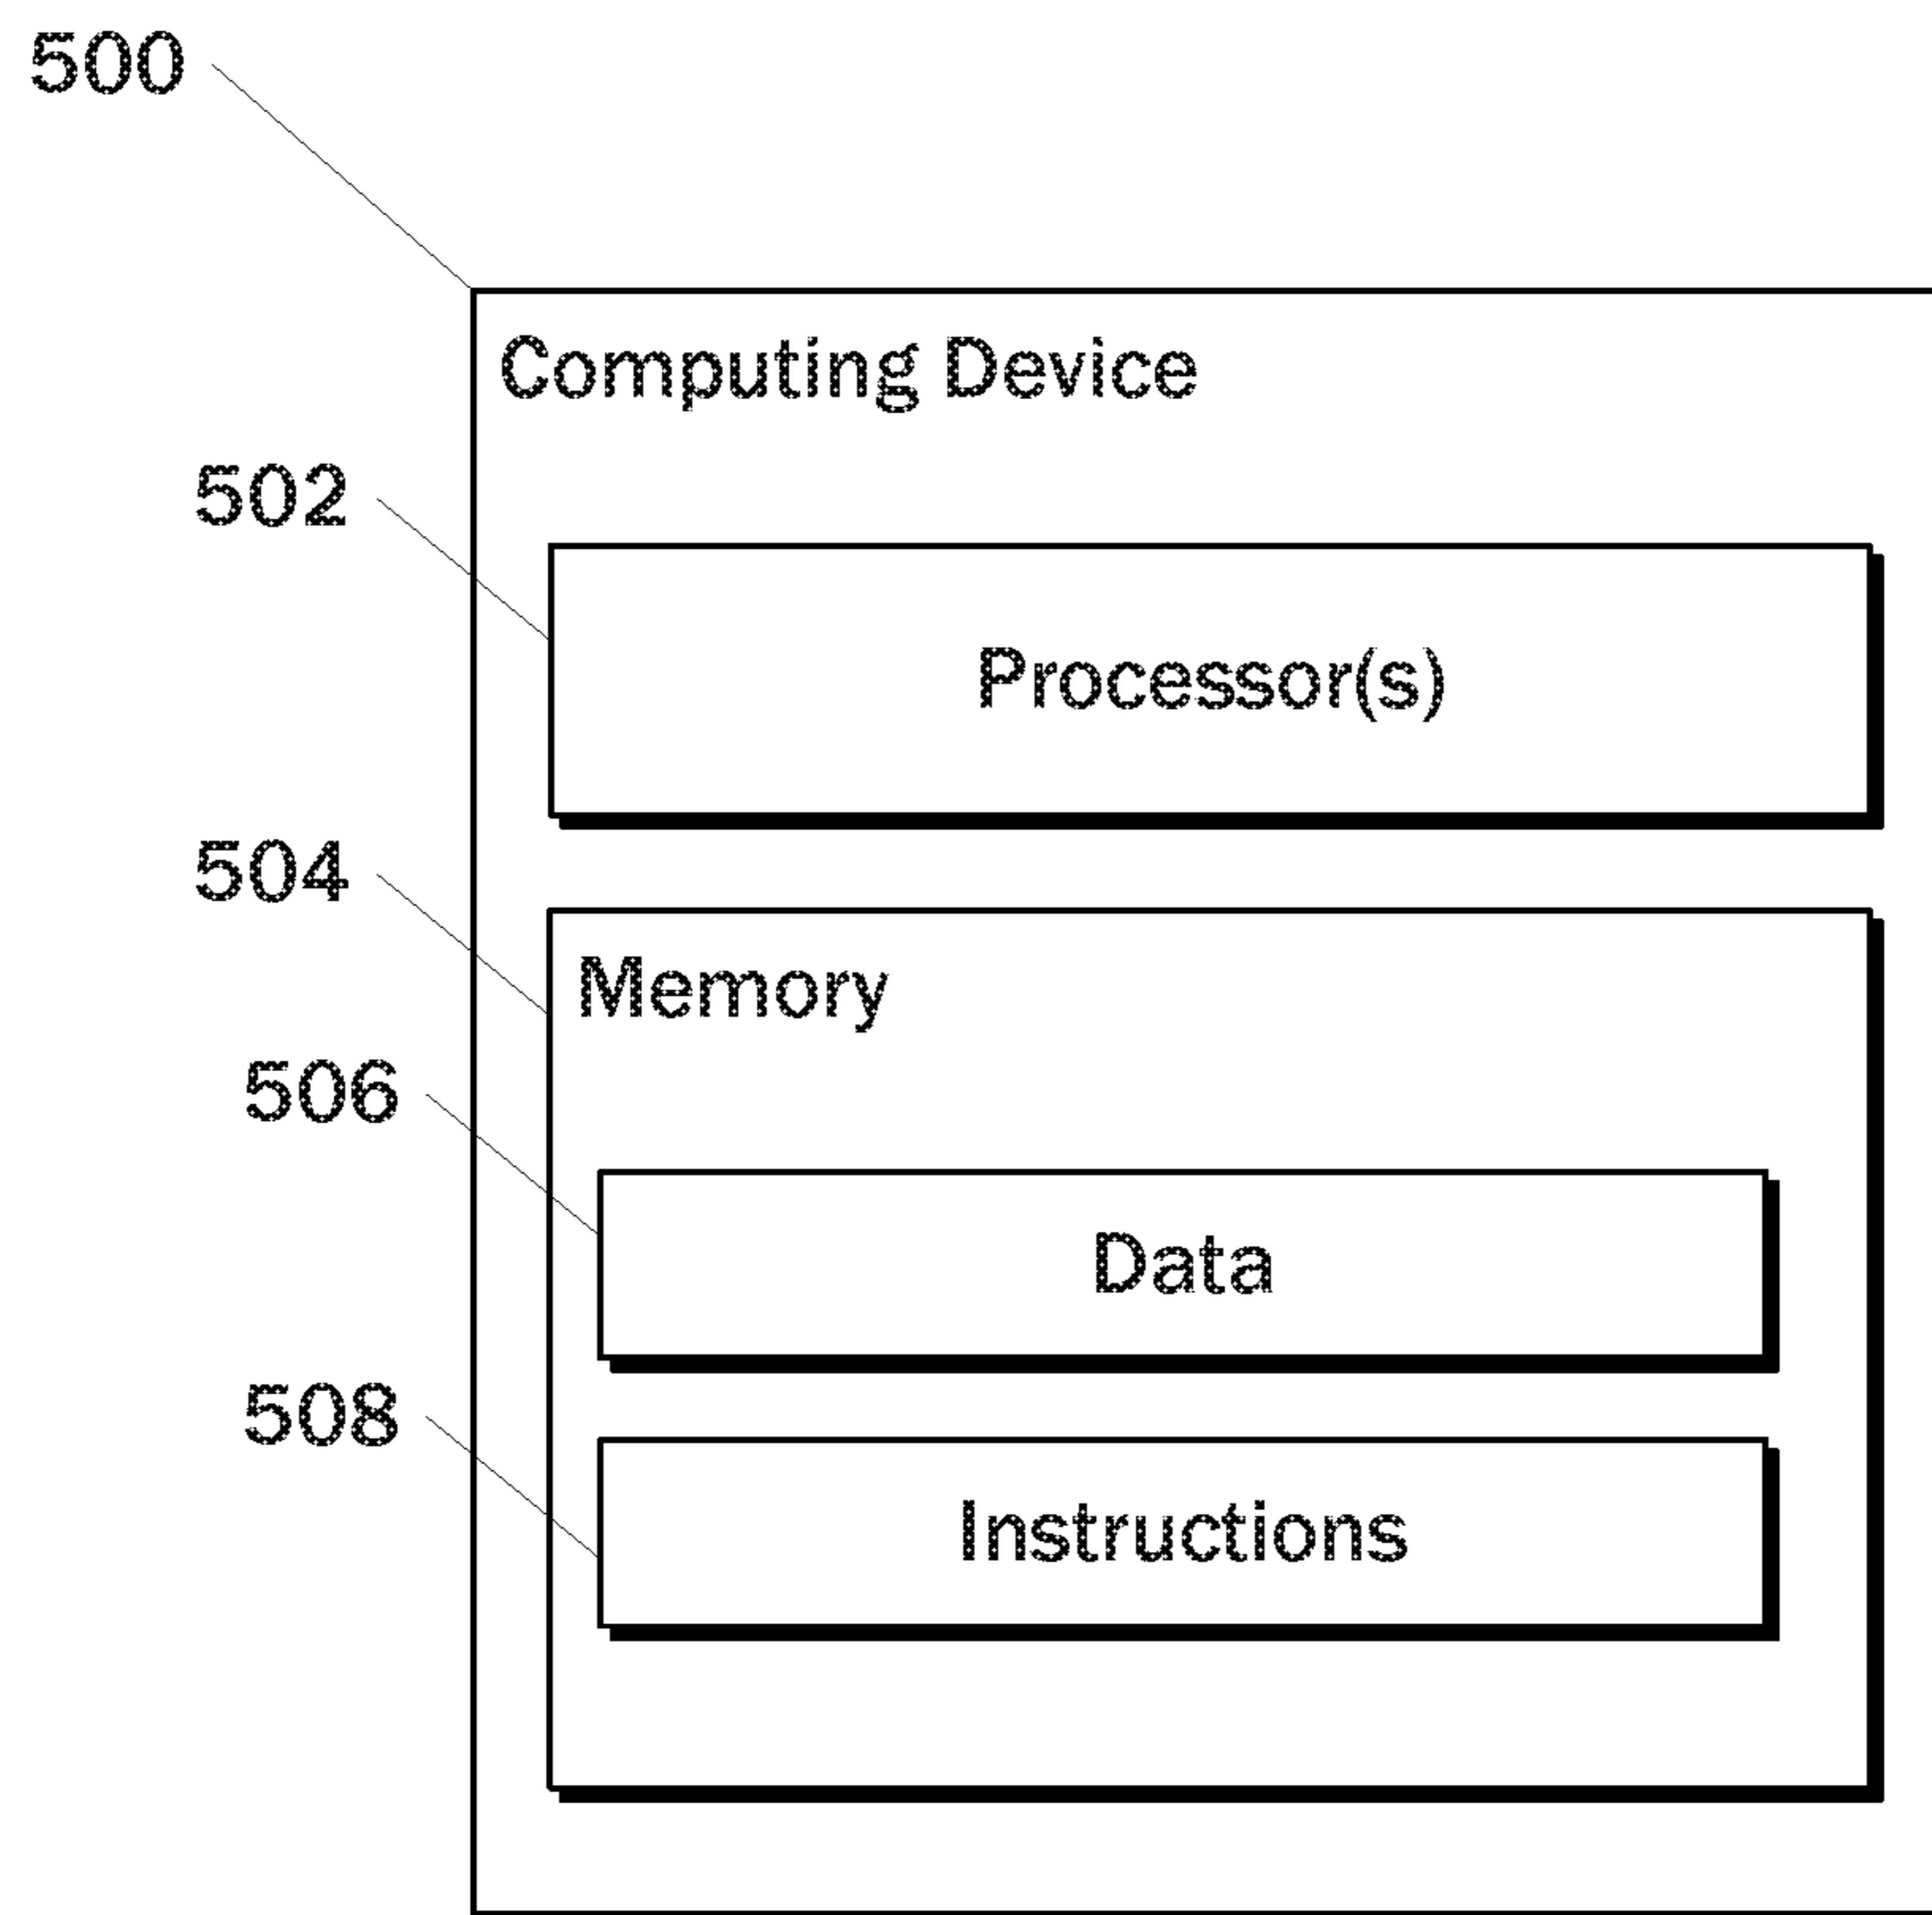 500
Computing Device
502
Processor(s)
504
Memory
506
Data
508
Instructions